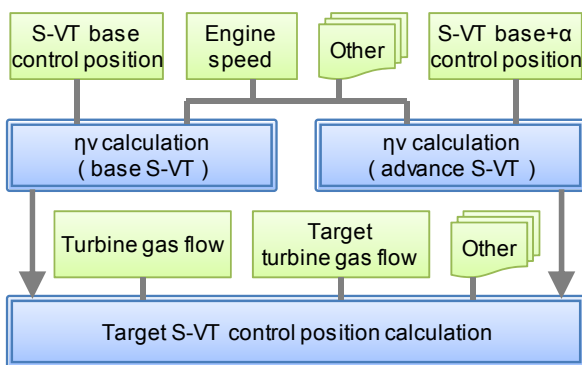 S-VT base
control position
Engine
speed
Other
S-VT base+α
control position
ηv calculation
( base S-VT )
ηv calculation
( advance S-VT )
Turbine gas flow
Target
turbine gas flow
Other
Target S-VT control position calculation